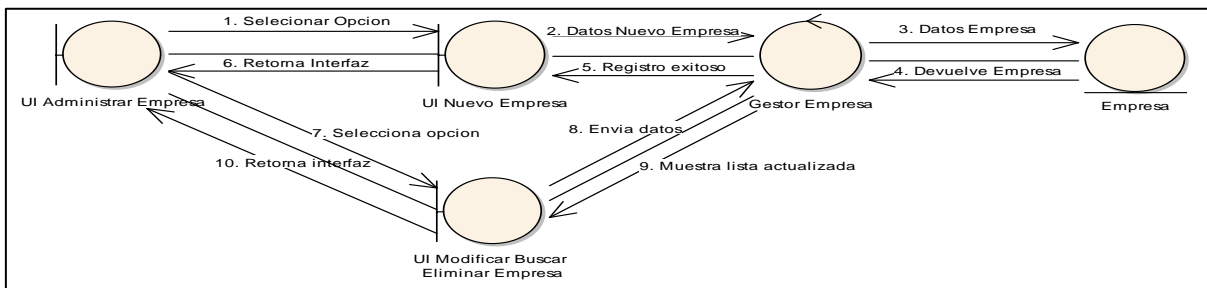 1. Selecionar Opcion
2. Datos Nuevo Empresa
3. Datos Empresa
6. Retorna Interfaz
5. Registro exitoso
4. Devuelve Empresa
UI Administrar Empresa
UI Nuevo Empresa
Gestor Empresa
Empresa
7. Selecciona opcion
8. Envia datos
10. Retorna interfaz
9. Muestra lista actualizada
UI Modificar Buscar
Eliminar Empresa